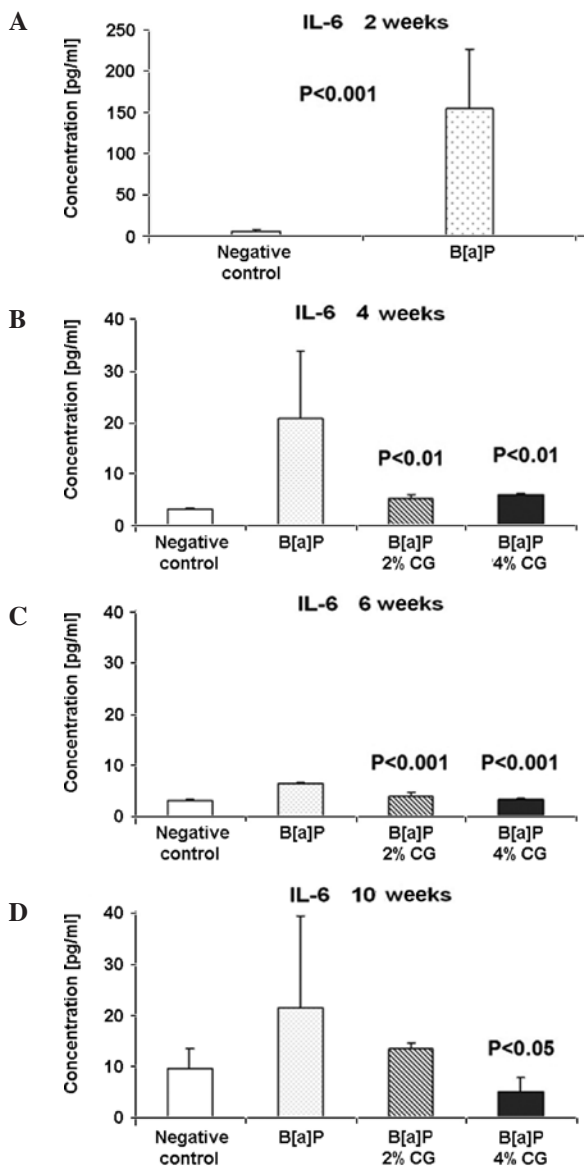 A
IL-6 2 weeks
Concentration [pg/ml]
250
200
150
100
50
0
P<0.001
Negative
control
B[a]P
B
IL-6 4 weeks
Concentration [pg/ml]
40
30
20
10
0
P<0.01
P<0.01
Negative
control
B[a]P
B[a]P
2% CG
B[a]P
4% CG
C
IL-6 6 weeks
Concentration [pg/ml]
40
30
20
10
0
P<0.001
P<0.001
Negative
control
B[a]P
B[a]P
2% CG
B[a]P
4% CG
D
IL-6 10 weeks
Concentration [pg/ml]
40
30
20
10
0
P<0.05
Negative
control
B[a]P
B[a]P
2% CG
B[a]P
4% CG